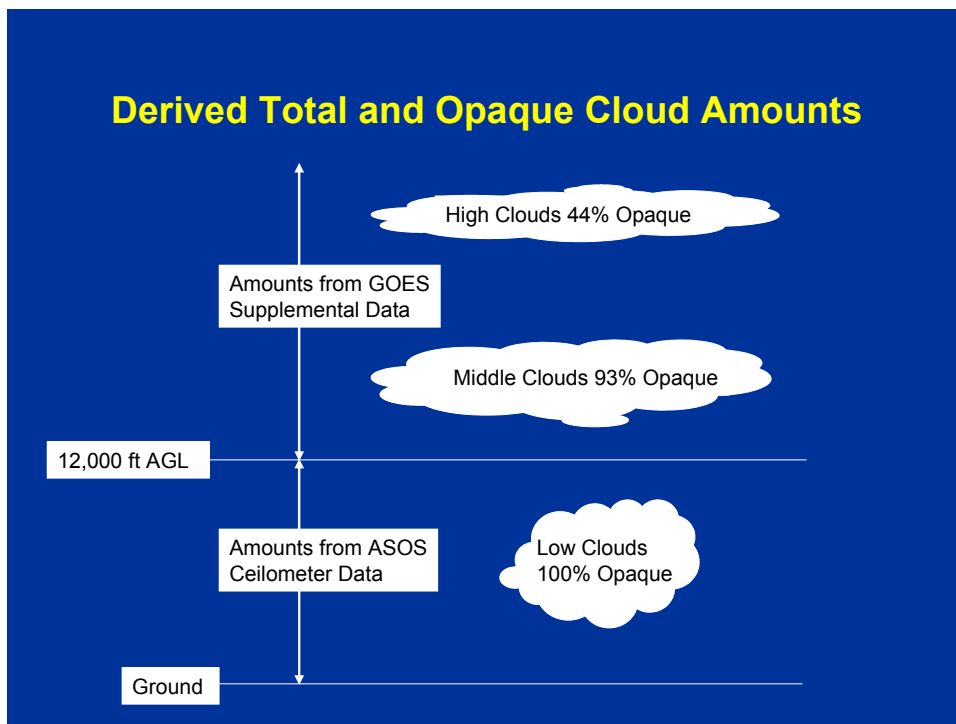 Derived Total and Opaque Cloud Amounts
High Clouds 44% Opaque
Amounts from GOES
Supplemental Data
Middle Clouds 93% Opaque
12,000 ft AGL
Amounts from ASOS
Ceilometer Data
Low Clouds
100% Opaque
Ground